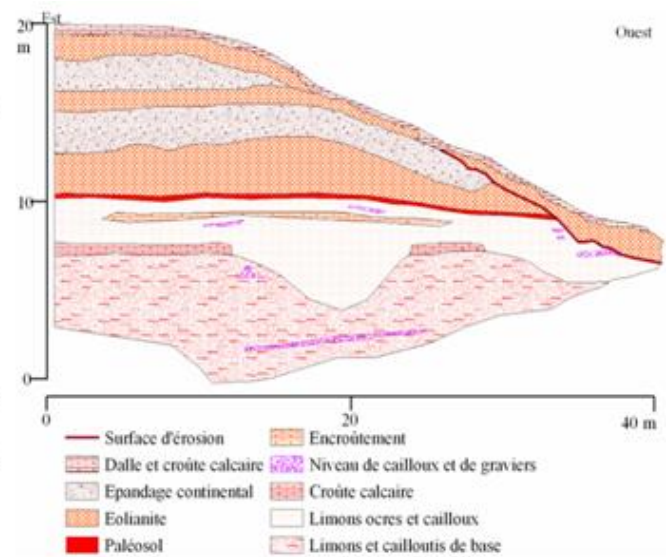 20
Est
m
Ouest
10
0
0
20
40 m
Surface d'érosion
Encroûtement
Dalle et croûte calcaire
Niveau de cailloux et de graviers
Epandage continental
Croûte calcaire
Eolianite
Limons ocres et cailloux
Paléosol
Limons et cailloutis de base